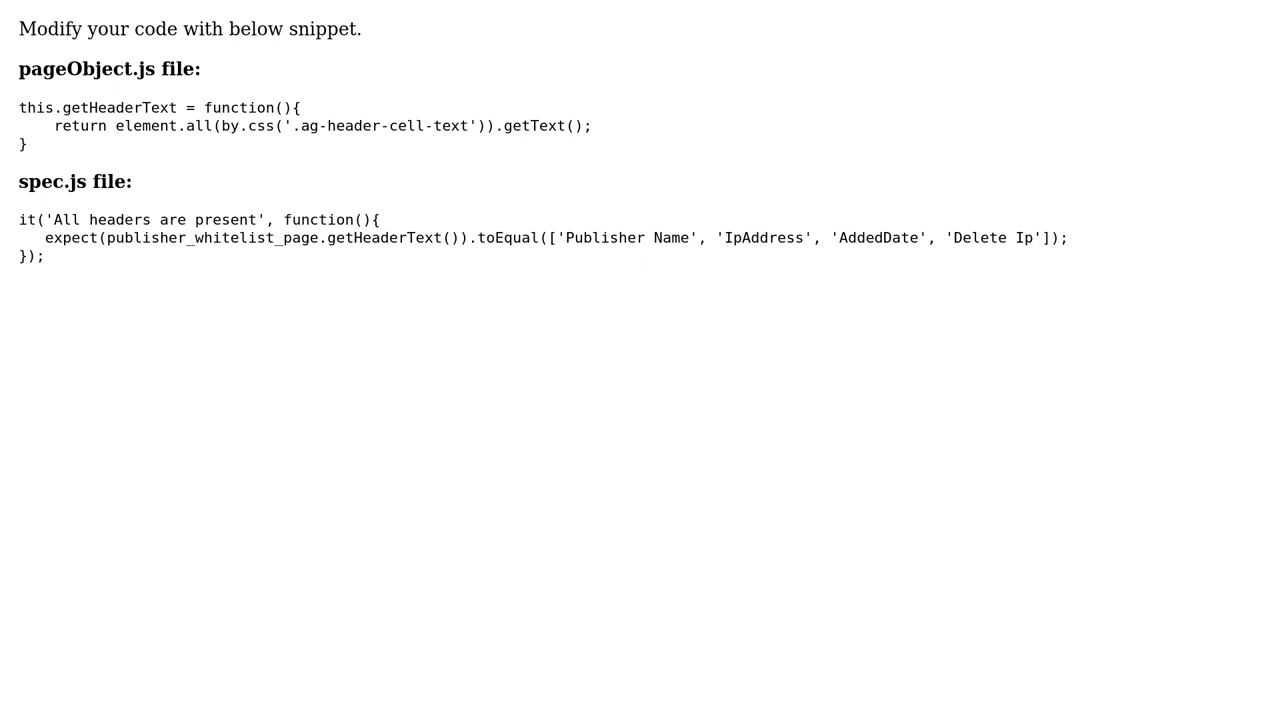 Modify your code with below snippet.
pageObject.js file:
this.getHeaderText = function(){
    return element.all(by.css('.ag-header-cell-text')).getText();
}
spec.js file:
it('All headers are present', function(){
   expect(publisher_whitelist_page.getHeaderText()).toEqual(['Publisher Name', 'IpAddress', 'AddedDate', 'Delete Ip']);
});